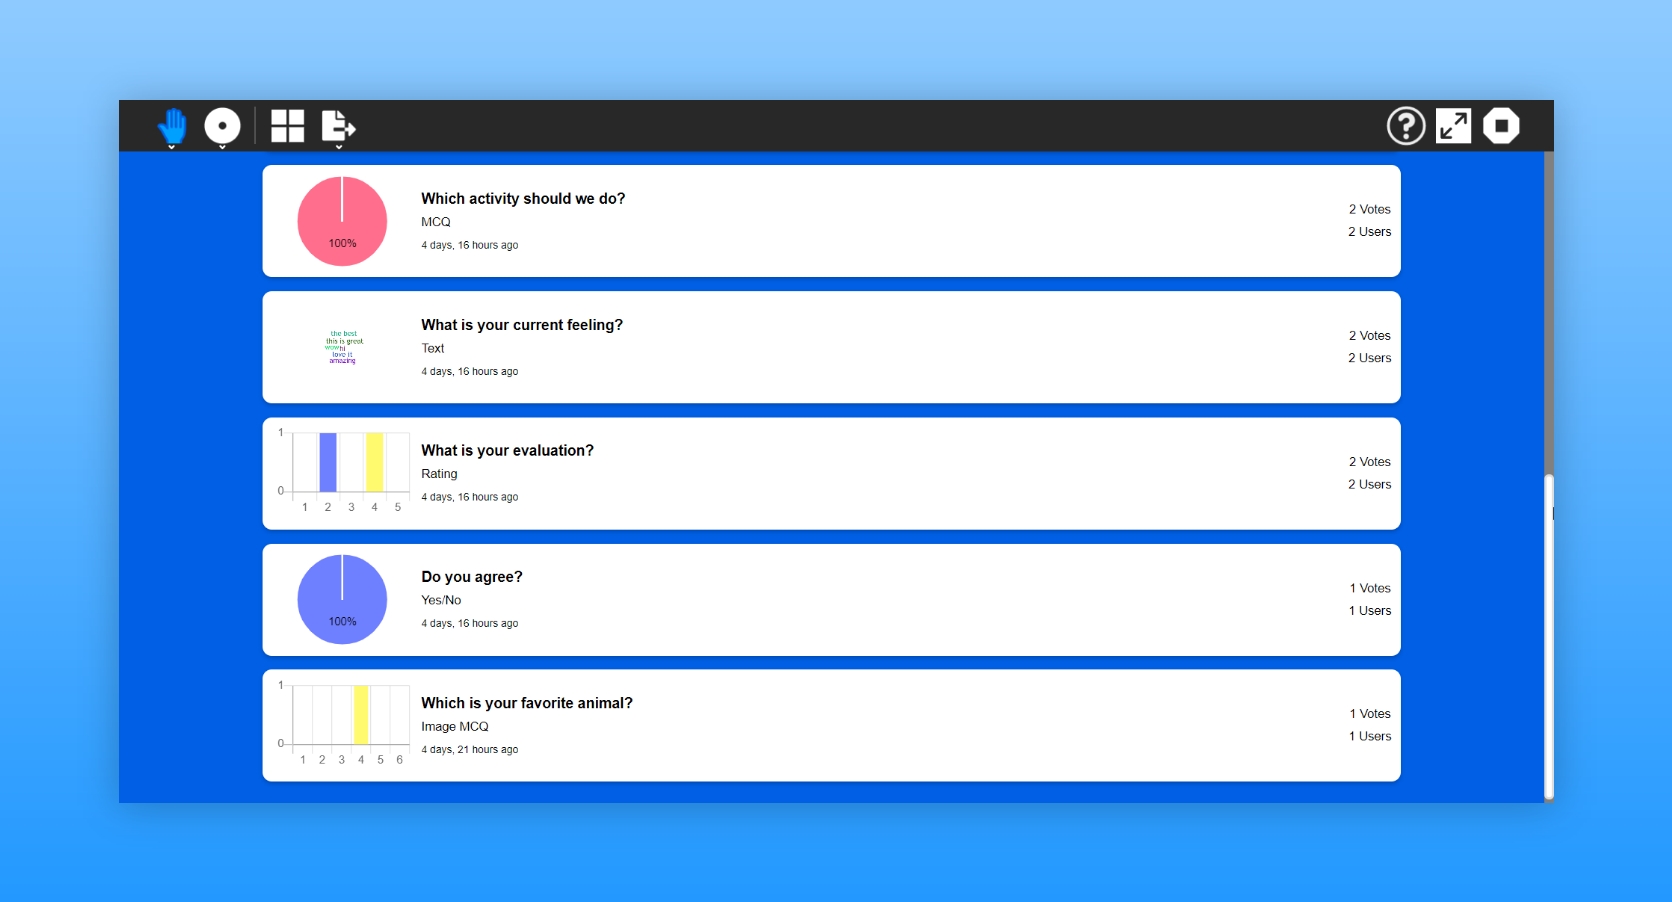 Which activity should we do?
MCQ
4 days, 16 hours ago
100%
2 Votes
2 Users
What is your current feeling?
Text
4 days, 16 hours ago
the best
this is great
wow hi
love it
amazing
2 Votes
2 Users
1
0
1 2 3 4 5
What is your evaluation?
Rating
4 days, 16 hours ago
2 Votes
2 Users
100%
Do you agree?
Yes/No
4 days, 16 hours ago
1 Votes
1 Users
1
0
1 2 3 4 5 6
Which is your favorite animal?
Image MCQ
4 days, 21 hours ago
1 Votes
1 Users